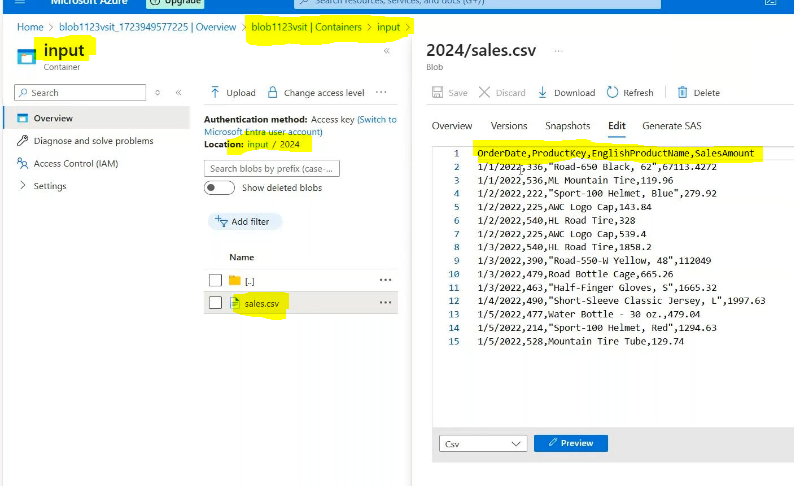 Microsoft Azure
Upgrade
Search resources, services, and docs (G+/)
Home > blob1123vsit_1723949577225 | Overview > blob1123vsit | Containers > input >
input
Container
Search
Overview
Diagnose and solve problems
Access Control (IAM)
Settings
Upload
Change access level
Authentication method: Access key (Switch to
Microsoft Entra user account)
Location: input / 2024
Search blobs by prefix (case-...
Show deleted blobs
Add filter
Name
[..]
sales.csv
2024/sales.csv
Blob
Save
Discard
Download
Refresh
Delete
Overview
Versions
Snapshots
Edit
Generate SAS
1 OrderDate,ProductKey,EnglishProductName,SalesAmount
2 1/1/2022,336,"Road-650 Black, 62",67113.4272
3 1/1/2022,536,ML Mountain Tire,119.96
4 1/2/2022,222,"Sport-100 Helmet, Blue",279.92
5 1/2/2022,225,AWC Logo Cap,143.84
6 1/2/2022,540,HL Road Tire,328
7 1/2/2022,225,AWC Logo Cap,539.4
8 1/3/2022,540,HL Road Tire,1858.2
9 1/3/2022,390,"Road-550-W Yellow, 48",112049
10 1/3/2022,479,Road Bottle Cage,665.26
11 1/3/2022,463,"Half-Finger Gloves, S",1665.32
12 1/4/2022,490,"Short-Sleeve Classic Jersey, L",1997.63
13 1/5/2022,477,Water Bottle - 30 oz.,479.04
14 1/5/2022,214,"Sport-100 Helmet, Red",1294.63
15 1/5/2022,528,Mountain Tire Tube,129.74
Csv
Preview